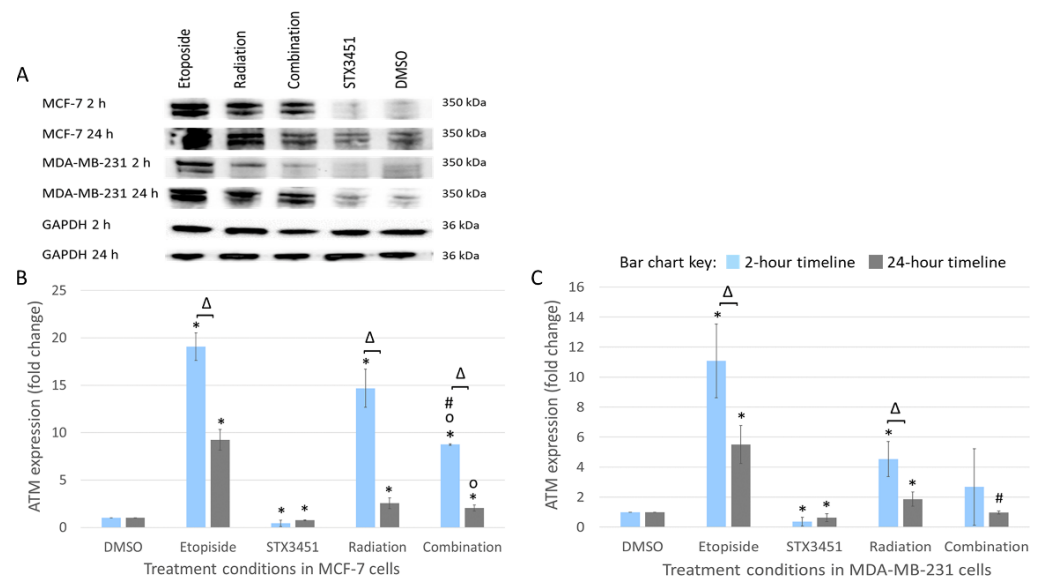 Etoposide
Radiation
Combination
STX3451
DMSO
A
MCF-7 2 h 350 kDa
MCF-7 24 h 350 kDa
MDA-MB-231 2 h 350 kDa
MDA-MB-231 24 h 350 kDa
GAPDH 2 h 36 kDa
GAPDH 24 h 36 kDa
B
ATM expression (fold change)
25
20
15
10
5
0
Δ
*
*
*
*
Δ
*
*
Δ
#
o
*
o
*
DMSO Etopiside STX3451 Radiation Combination
Treatment conditions in MCF-7 cells
Bar chart key: 2-hour timeline 24-hour timeline
C
ATM expression (fold change)
16
14
12
10
8
6
4
2
0
Δ
*
*
*
*
Δ
*
*
#
DMSO Etopiside STX3451 Radiation Combination
Treatment conditions in MDA-MB-231 cells